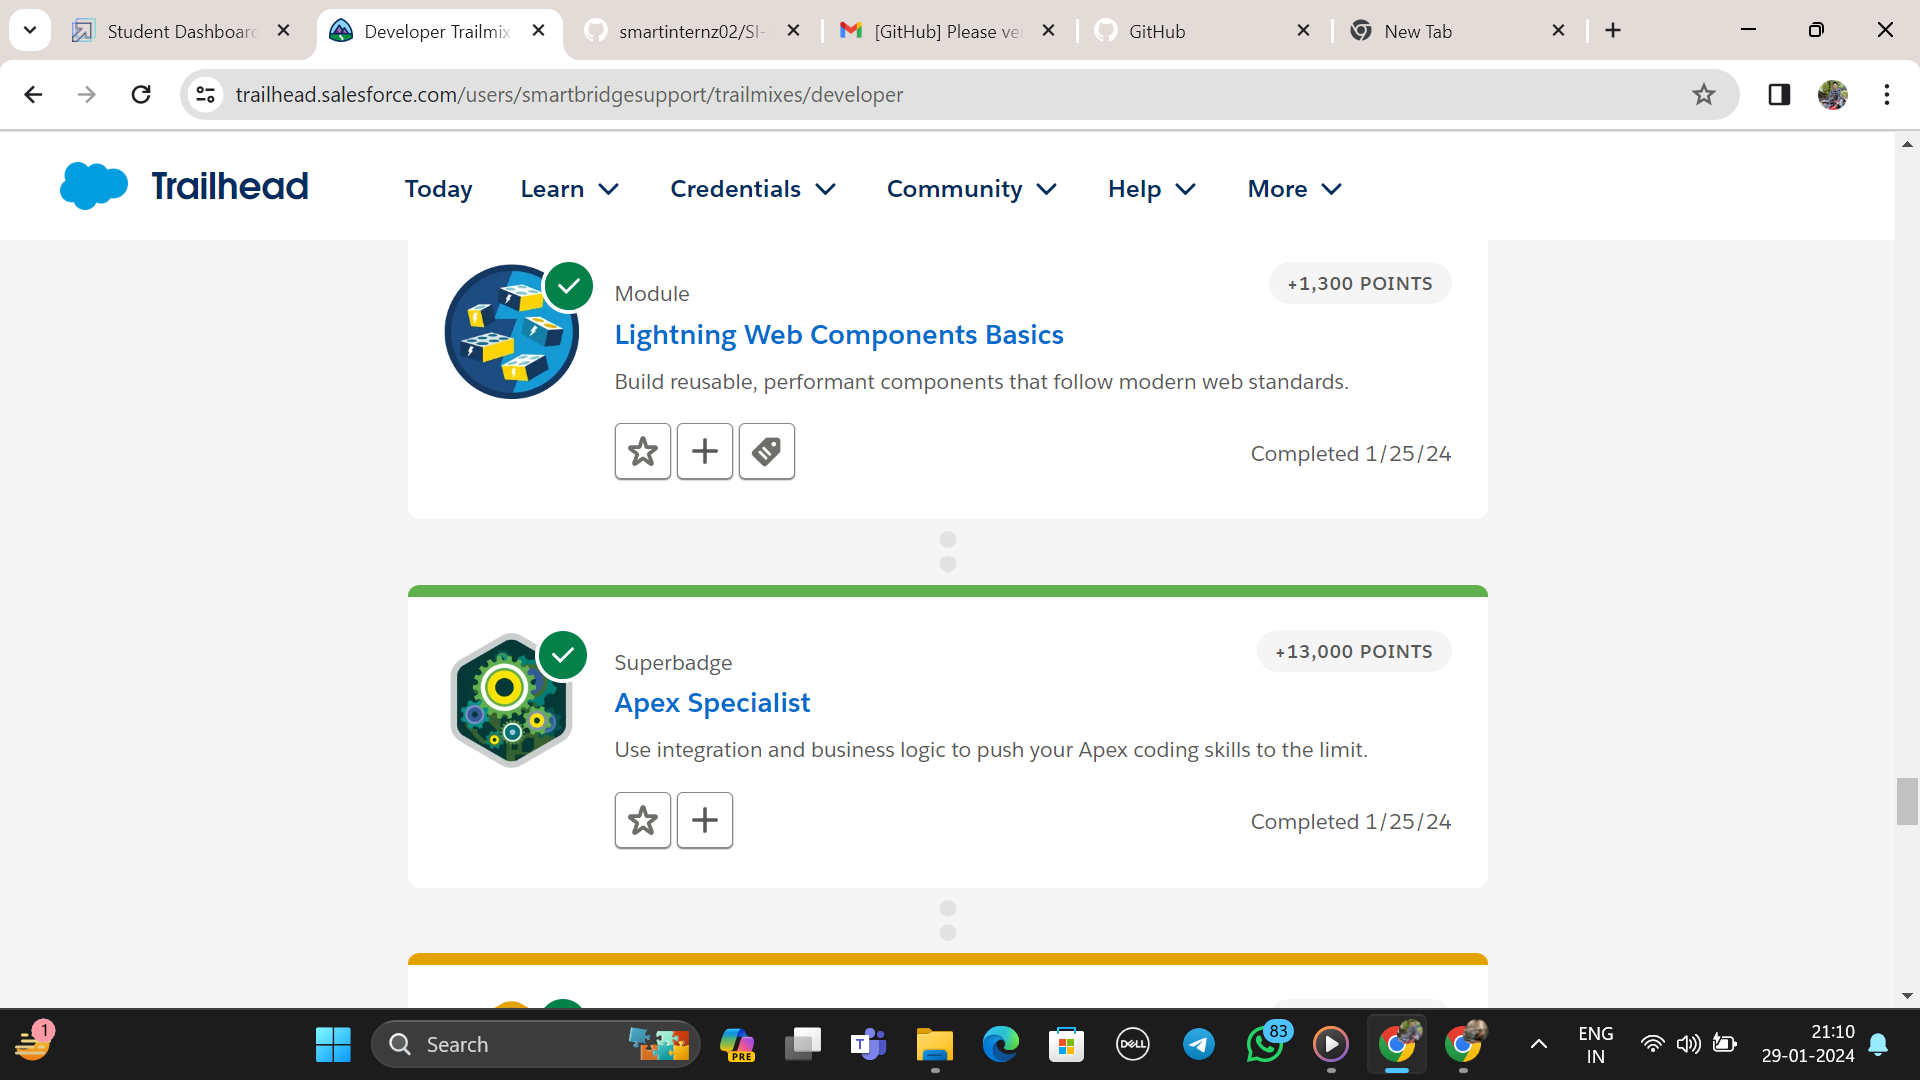 Student Dashboard
Developer Trailmix
smartinternz02/SI-
[GitHub] Please ve
GitHub
New Tab
trailhead.salesforce.com/users/smartbridgesupport/trailmixes/developer
Trailhead
Today
Learn
Credentials
Community
Help
More
+1,300 POINTS
Module
Lightning Web Components Basics
Build reusable, performant components that follow modern web standards.
Completed 1/25/24
+13,000 POINTS
Superbadge
Apex Specialist
Use integration and business logic to push your Apex coding skills to the limit.
Completed 1/25/24
1
Search
PRE
T
DELL
83
ENG
IN
21:10
29-01-2024